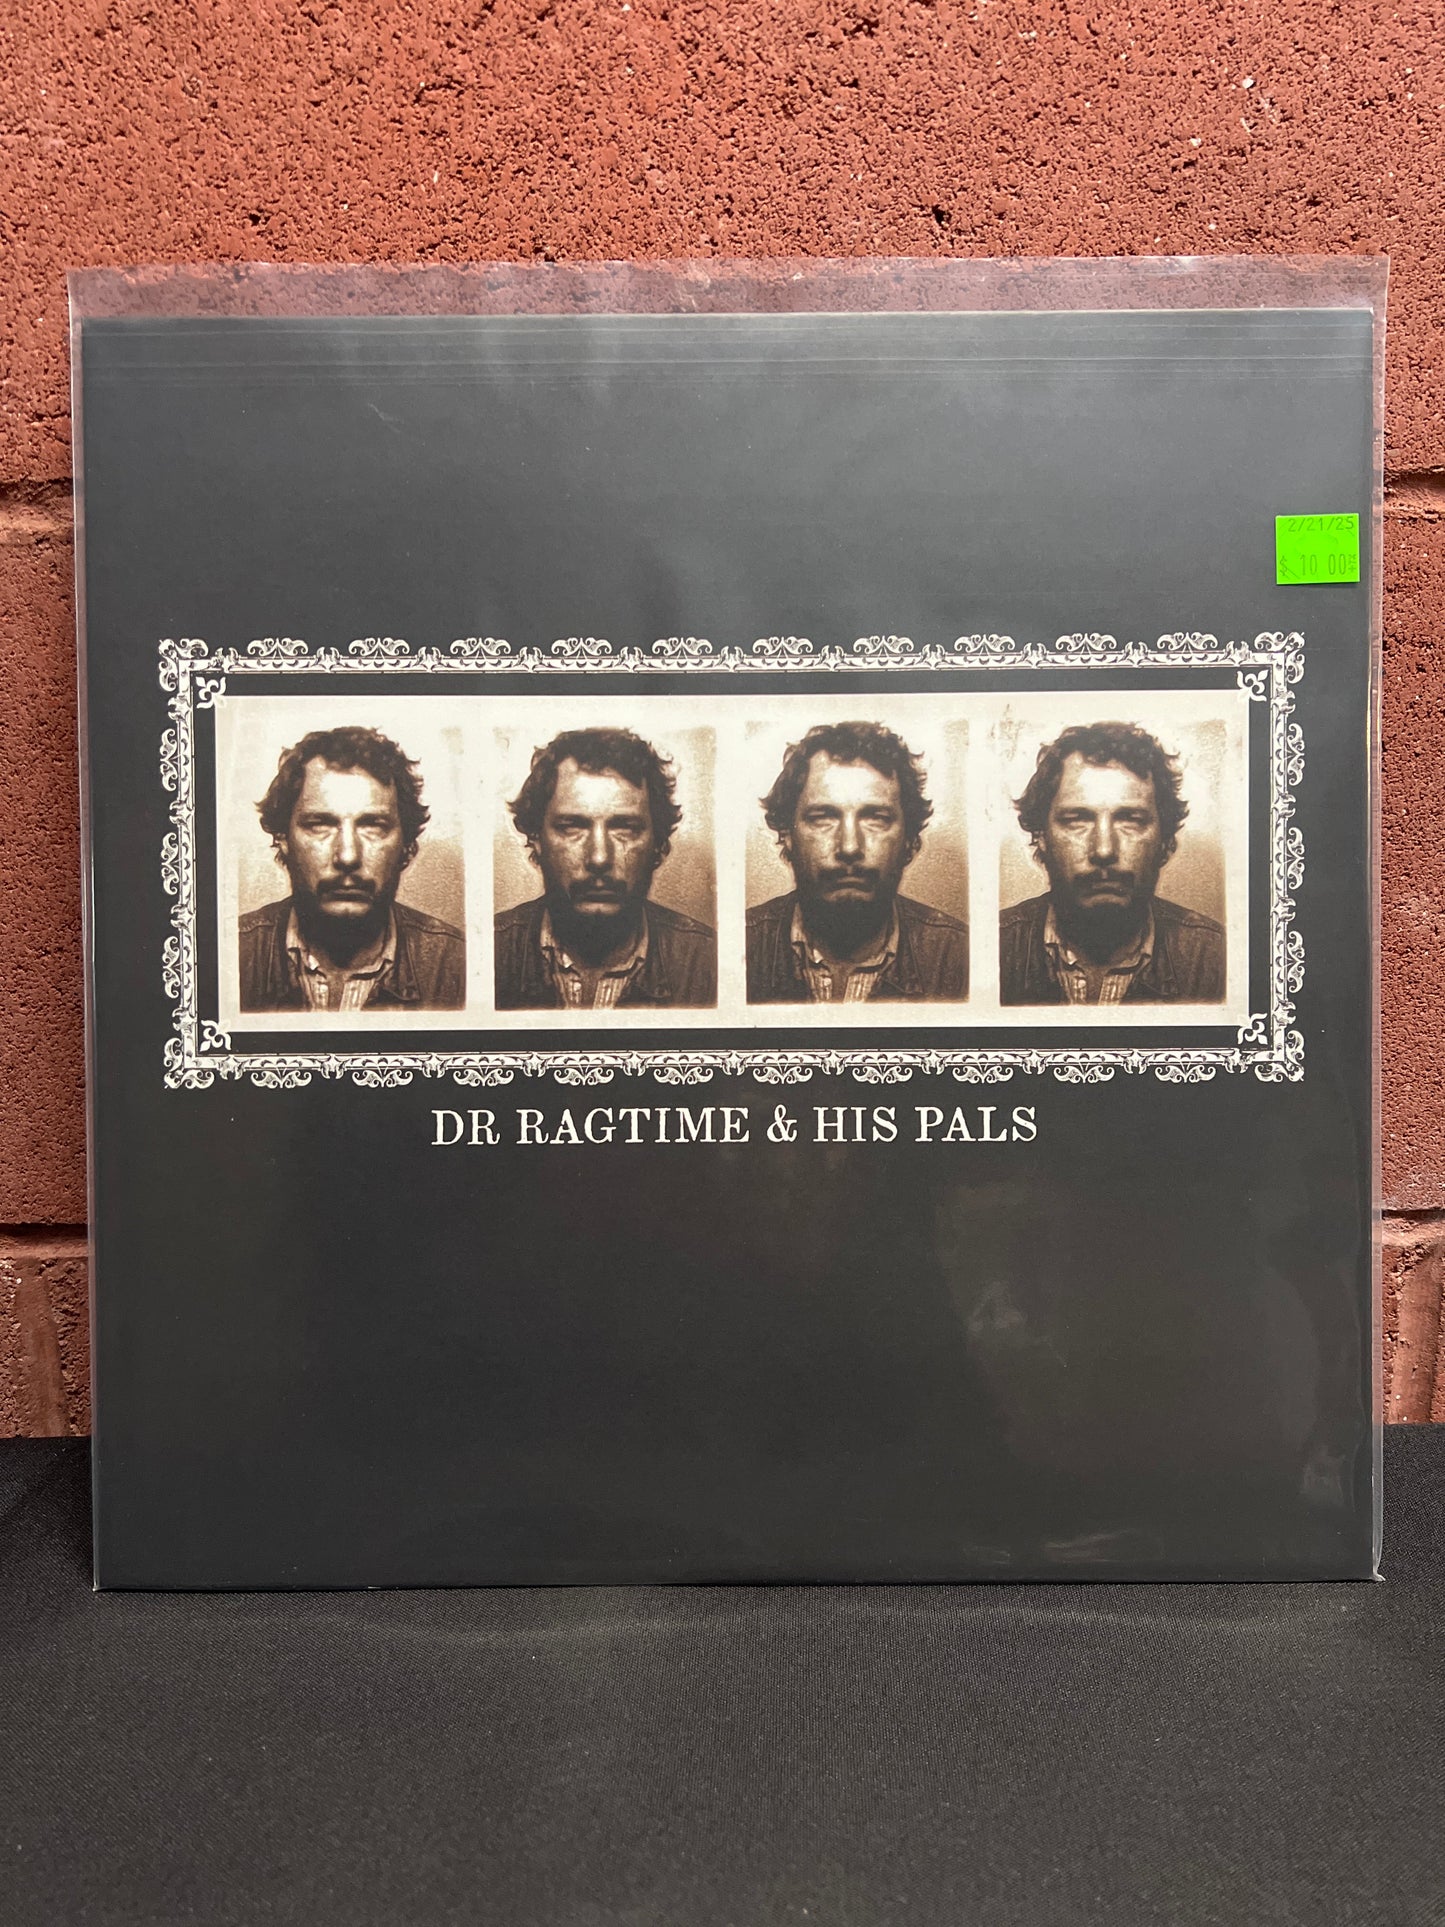 2/21/25
$ 10.00
DR RAGTIME & HIS PALS